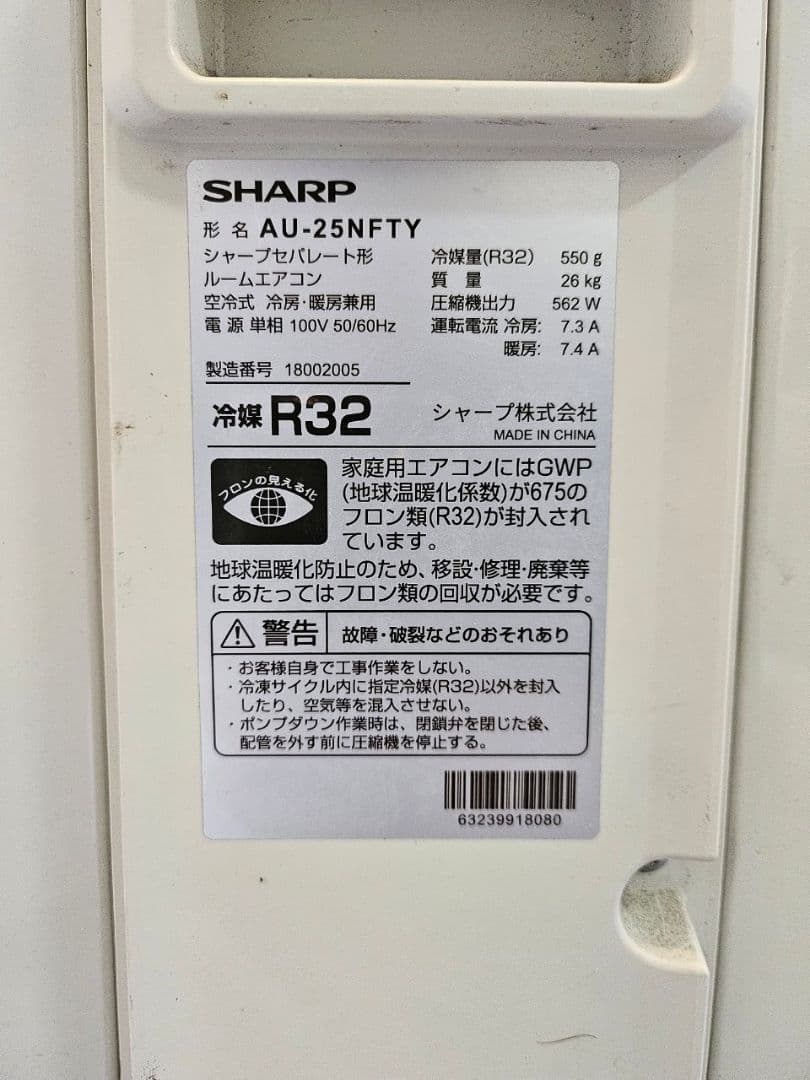 SHARP
形 名 AU-25NFTY
シャープセパレート形
ルームエアコン
空冷式 冷房・暖房兼用
電 源 単相 100V 50/60Hz
冷媒量(R32) 550 g
質 量 26 kg
圧縮機出力 562 W
運転電流 冷房: 7.3 A
暖房: 7.4 A
製造番号 18002005
冷媒 R32
シャープ株式会社
MADE IN CHINA
フロンの見える化
家庭用エアコンにはGWP
(地球温暖化係数)が675の
フロン類(R32)が封入され
ています。
地球温暖化防止のため、移設・修理・廃棄等
にあたってはフロン類の回収が必要です。
警告 故障・破裂などのおそれあり
・お客様自身で工事作業をしない。
・冷凍サイクル内に指定冷媒(R32)以外を封入
したり、空気等を混入させない。
・ポンプダウン作業時は、閉鎖弁を閉じた後、
配管を外す前に圧縮機を停止する。
63239918080